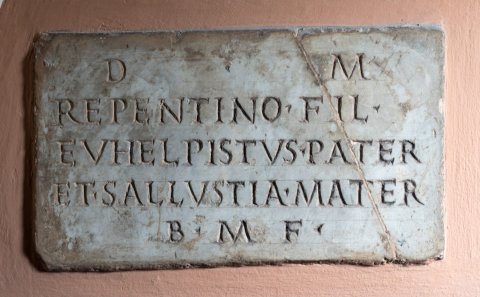 D M
REPENTINO · FIL ·
EVHELPISTVS · PATER
ET · SALLVSTIA · MATER
B · M F ·